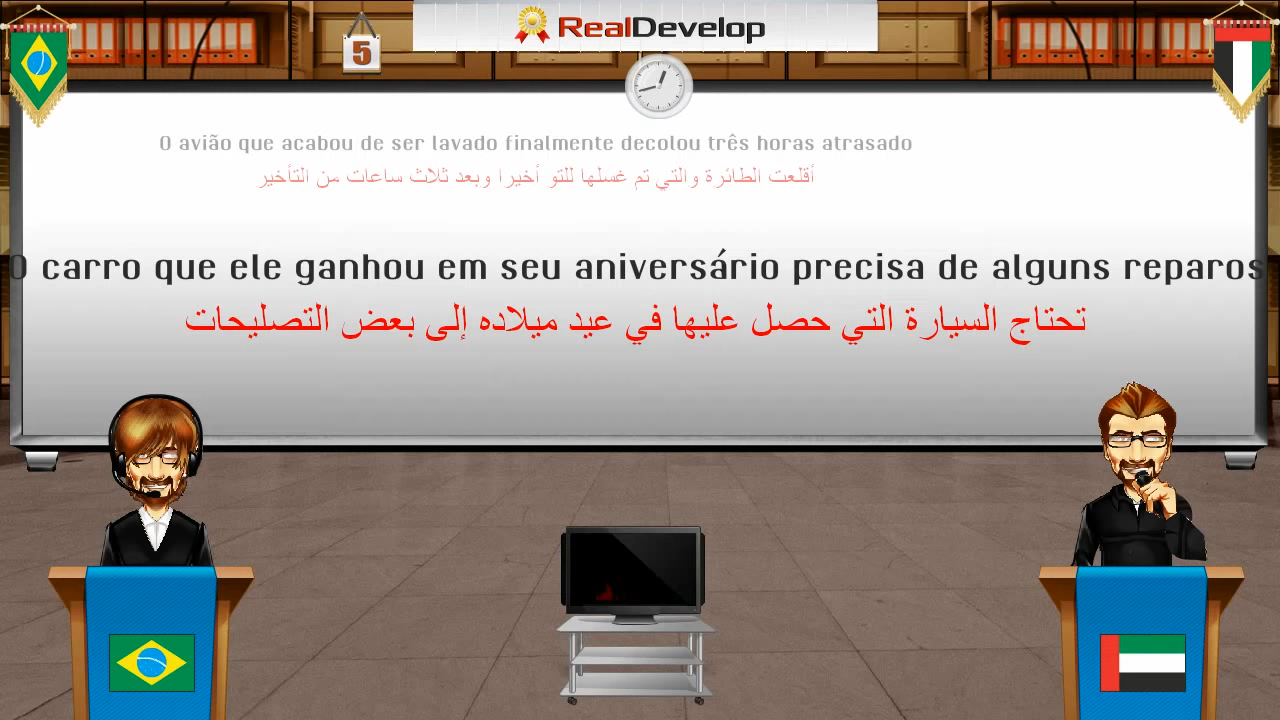 5
RealDevelop
O avião que acabou de ser lavado finalmente decolou três horas atrasado
أقلعت الطائرة والتي تم غسلها للتو أخيرا وبعد ثلاث ساعات من التأخير
O carro que ele ganhou em seu aniversário precisa de alguns reparos
تحتاج السيارة التي حصل عليها في عيد ميلاده إلى بعض التصليحات